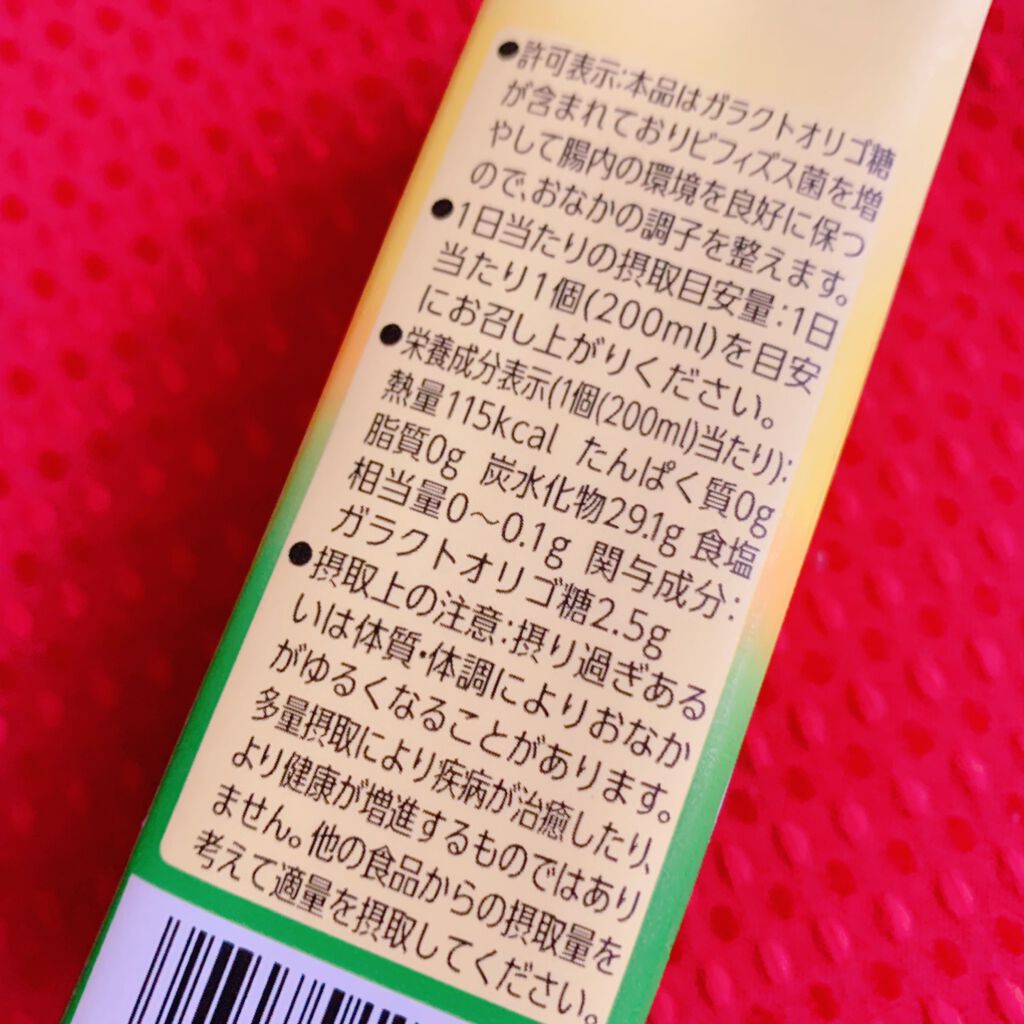 ●許可表示:本品はガラクトオリゴ糖
が含まれておりビフィズス菌を増
やして腸内の環境を良好に保つ
ので、おなかの調子を整えます。
●1日当たりの摂取目安量:1日
当たり1個(200ml)を目安
にお召し上がりください。
●栄養成分表示(1個(200ml)当たり):
熱量115kcal たんぱく質0g
脂質0g 炭水化物29.1g 食塩
相当量0～0.1g 関与成分:
ガラクトオリゴ糖2.5g
●摂取上の注意:摂り過ぎある
いは体質・体調によりおなか
がゆるくなることがあります。
多量摂取により疾病が治癒したり、
より健康が増進するものではあり
ません。他の食品からの摂取量を
考えて適量を摂取してください。